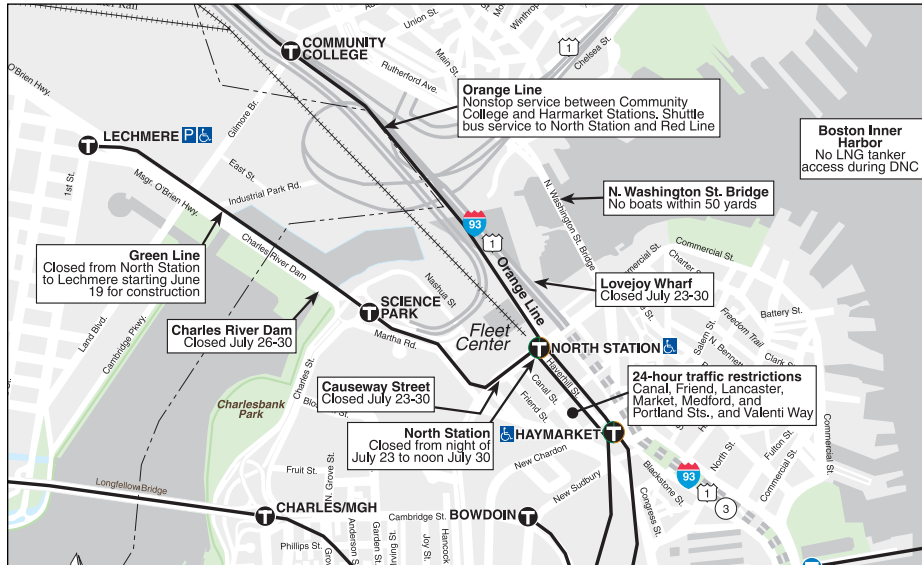 Union St.
Main St.
Chelsea St.
1
COMMUNITY
COLLEGE
Rutherford Ave.
O'Brien Hwy.
Gilmore Br.
Orange Line
Nonstop service between Community
College and Harmarket Stations. Shuttle
bus service to North Station and Red Line
Boston Inner
Harbor
No LNG tanker
access during DNC
LECHMERE P
1st St.
East St.
Industrial Park Rd.
Msgr. O'Brien Hwy.
N. Washington St. Bridge
No boats within 50 yards
N. Washington St. Bridge
93
1
Orange Line
Commercial St.
Green Line
Closed from North Station
to Lechmere starting June
19 for construction
Charles River Dam
Nashua St.
Lovejoy Wharf
Closed July 23-30
Land Blvd.
Cambridge Pkwy.
Charles River Dam
Closed July 26-30
SCIENCE
PARK
Martha Rd.
Fleet
Center
NORTH STATION
Battery St.
Freedom Trail
Salem St.
N. Bennet
Clark St.
Charles St.
Charlesbank
Park
Causeway Street
Closed July 23-30
Canal St.
Friend St.
Haverhill St.
24-hour traffic restrictions
Canal, Friend, Lancaster,
Market, Medford, and
Portland Sts., and Valenti Way
North Station
Closed from night of
July 23 to noon July 30
HAYMARKET
New Chardon
New Sudbury
Blackstone St.
North St.
Fulton St.
Commercial St.
Commercial St.
93
1
3
Fruit St.
N. Grove St.
Longfellow Bridge
CHARLES/MGH
Cambridge St.
BOWDOIN
Congress St.
Phillips St.
Anderson S
Garden St.
Irving St.
Joy St.
Hancock